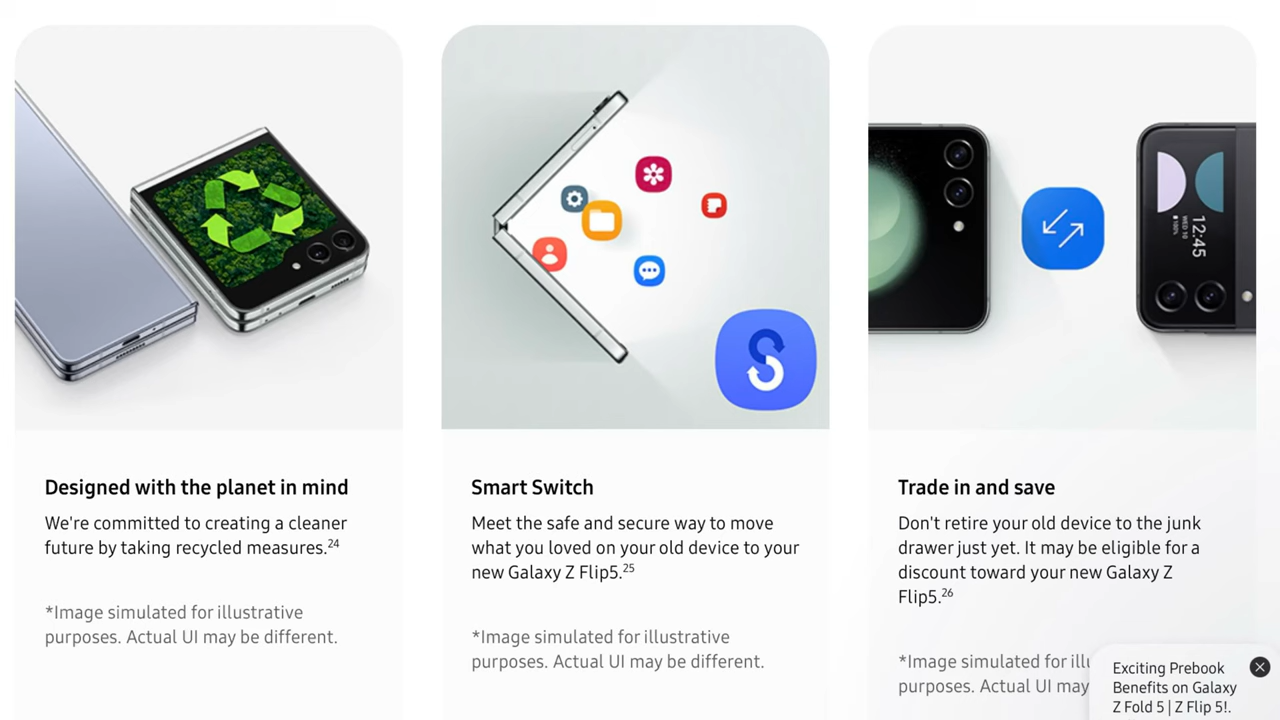 12:45
WED 10
100%
Designed with the planet in mind
We're committed to creating a cleaner
future by taking recycled measures.24
*Image simulated for illustrative
purposes. Actual UI may be different.
Smart Switch
Meet the safe and secure way to move
what you loved on your old device to your
new Galaxy Z Flip5.25
*Image simulated for illustrative
purposes. Actual UI may be different.
Trade in and save
Don't retire your old device to the junk
drawer just yet. It may be eligible for a
discount toward your new Galaxy Z
Flip5.26
*Image simulated for
purposes. Actual UI may
Exciting Prebook
Benefits on Galaxy
Z Fold 5 | Z Flip 5!.